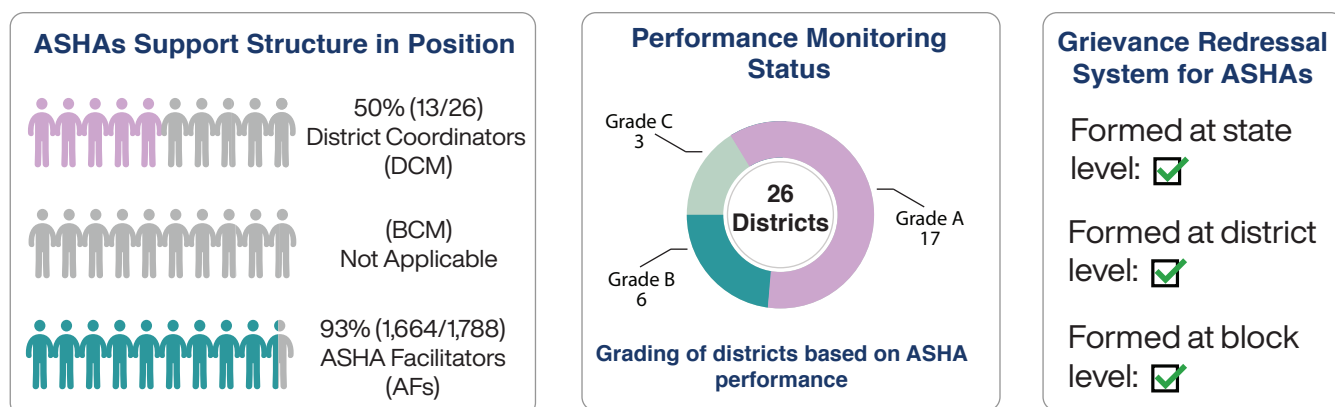 ASHAs Support Structure in Position
50% (13/26)
District Coordinators
(DCM)
(BCM)
Not Applicable
93% (1,664/1,788)
ASHA Facilitators
(AFs)
Performance Monitoring
Status
Grade C
3
26
Districts
Grade A
17
Grade B
6
Grading of districts based on ASHA
performance
Grievance Redressal
System for ASHAs
Formed at state
level:
Formed at district
level:
Formed at block
level: